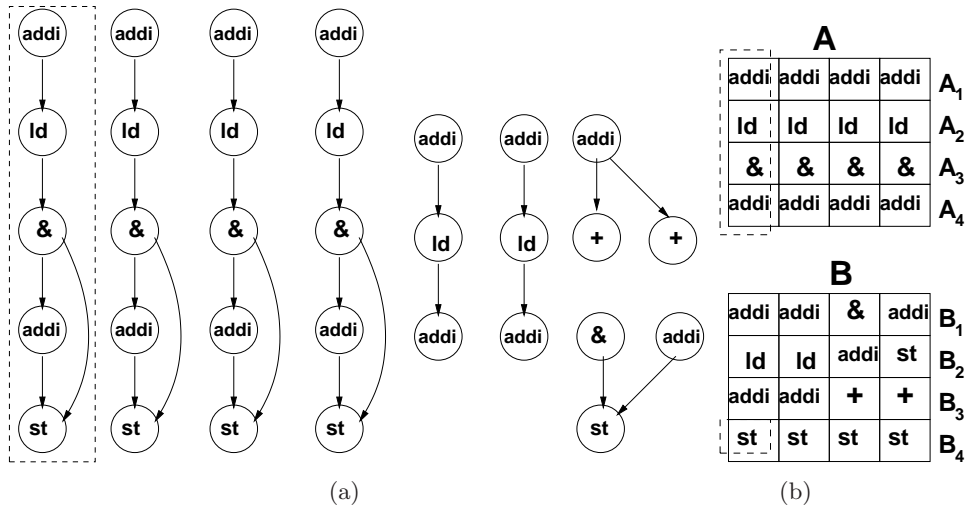 addi addi addi addi
ld ld ld ld
& & & &
addi addi addi addi
st st st st
addi addi addi
ld ld + +
addi addi & addi
st
(a)
A
addi addi addi addi A1
ld ld ld ld A2
& & & & A3
addi addi addi addi A4
B
addi addi & addi B1
ld ld addi st B2
addi addi + + B3
st st st st B4
(b)